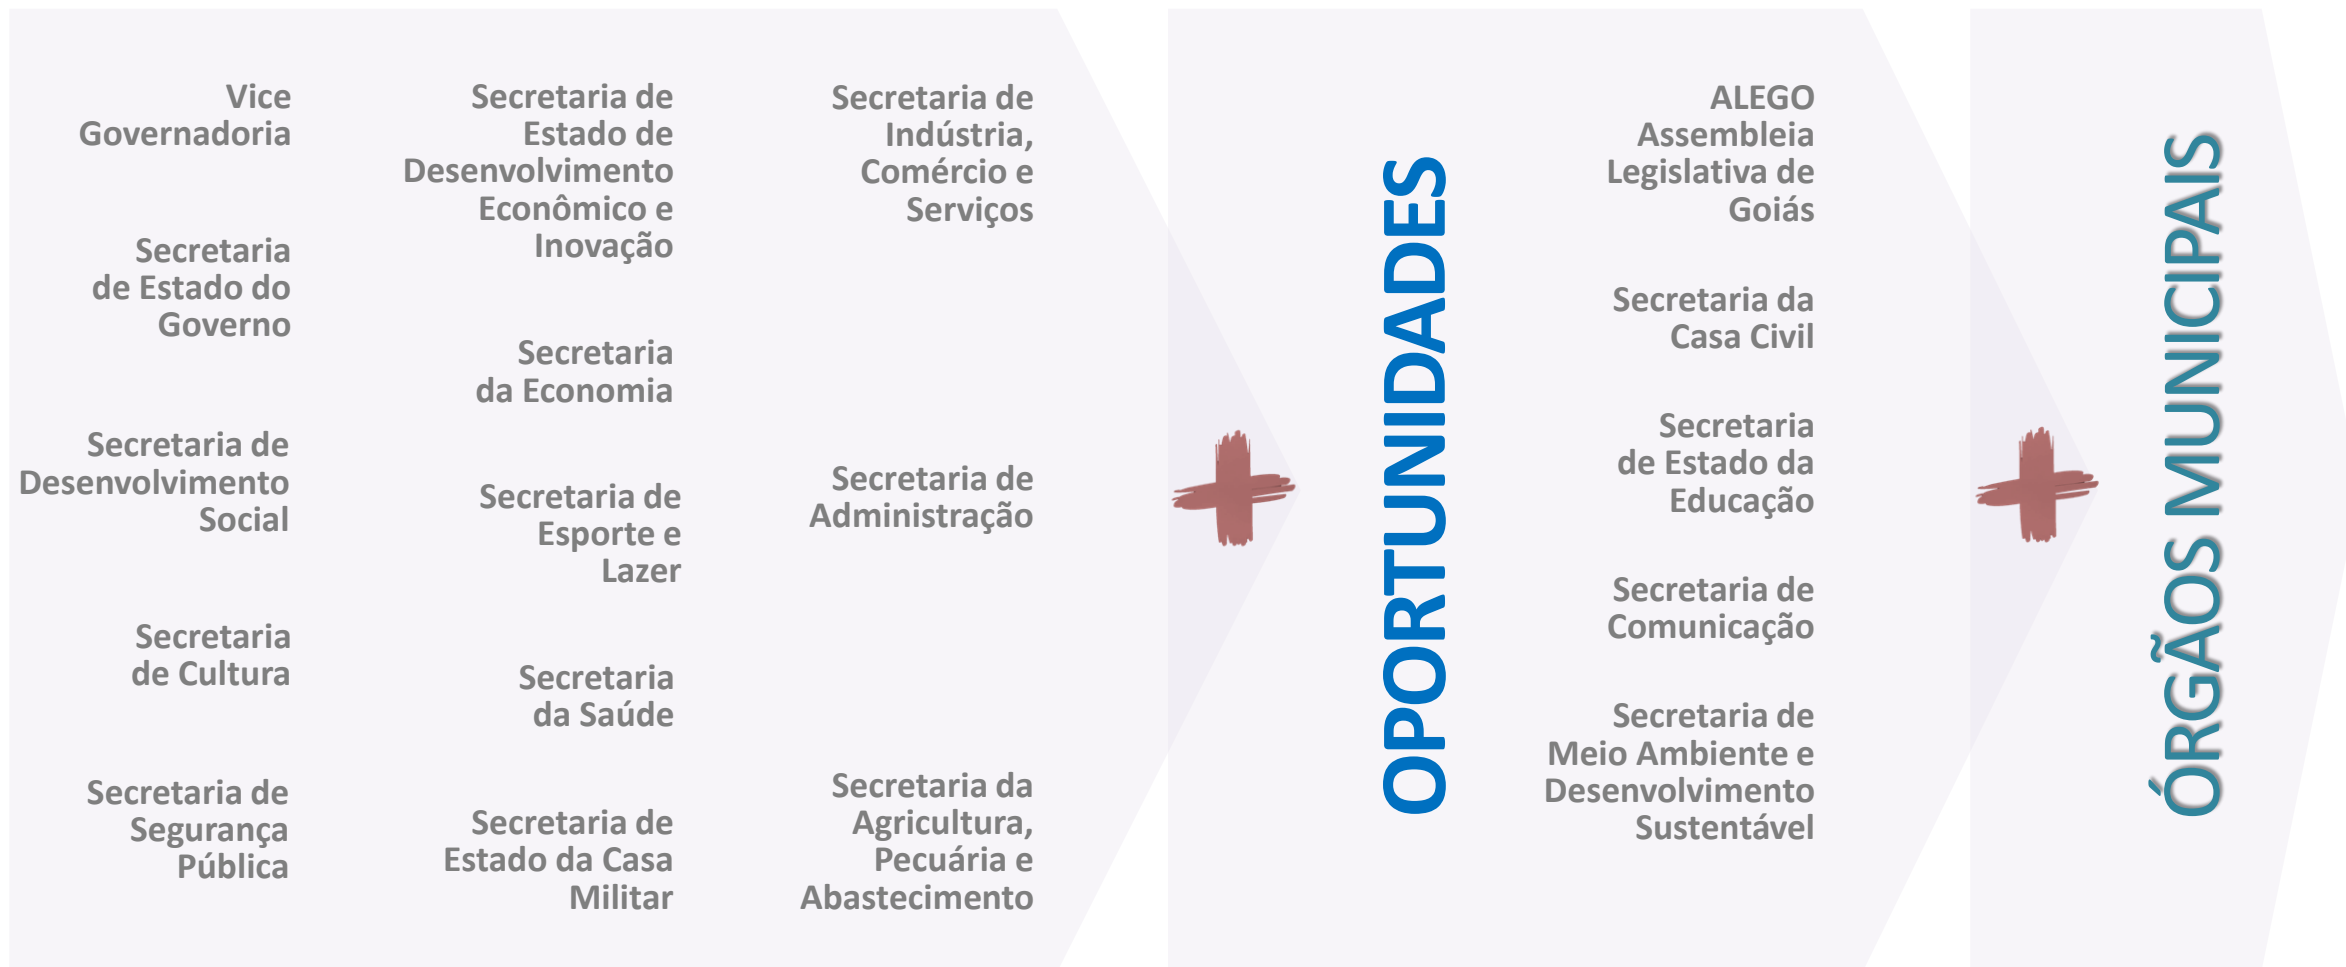 Vice
Governadoria
Secretaria
de Estado do
Governo
Secretaria de
Desenvolvimento
Social
Secretaria
de Cultura
Secretaria de
Segurança
Pública
Secretaria de
Estado de
Desenvolvimento
Econômico e
Inovação
Secretaria
da Economia
Secretaria de
Esporte e
Lazer
Secretaria
da Saúde
Secretaria de
Estado da Casa
Militar
Secretaria de
Indústria,
Comércio e
Serviços
Secretaria de
Administração
Secretaria da
Agricultura,
Pecuária e
Abastecimento
OPORTUNIDADES
ALEGO
Assembleia
Legislativa de
Goiás
Secretaria da
Casa Civil
Secretaria
de Estado da
Educação
Secretaria de
Comunicação
Secretaria de
Meio Ambiente e
Desenvolvimento
Sustentável
ÓRGÃOS MUNICIPAIS